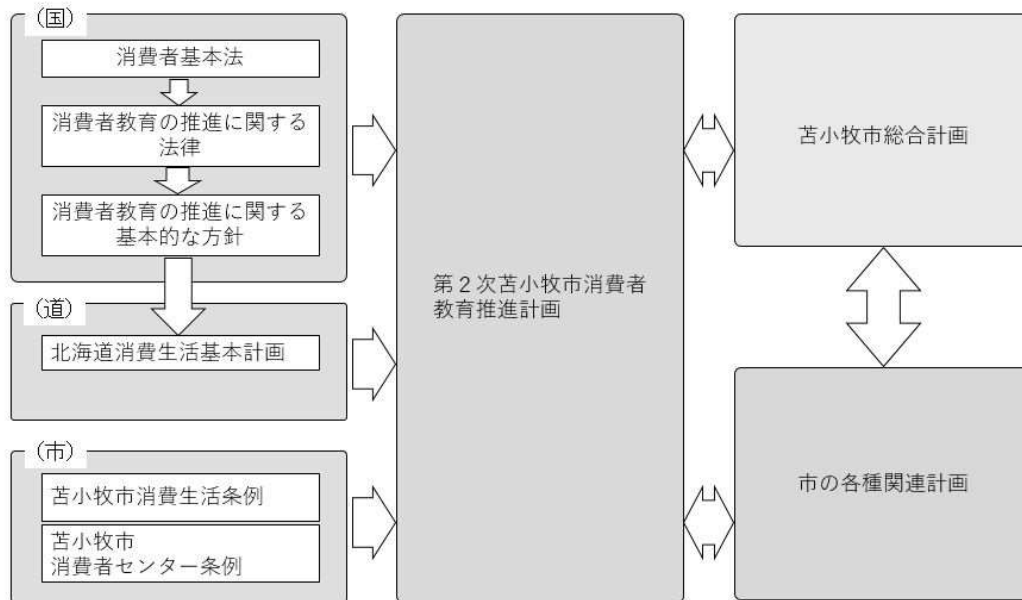 （国）
消費者基本法
消費者教育の推進に関する
法律
消費者教育の推進に関する
基本的な方針
（道）
北海道消費生活基本計画
（市）
苫小牧市消費生活条例
苫小牧市
消費者センター条例
第２次苫小牧市消費者
教育推進計画
苫小牧市総合計画
市の各種関連計画